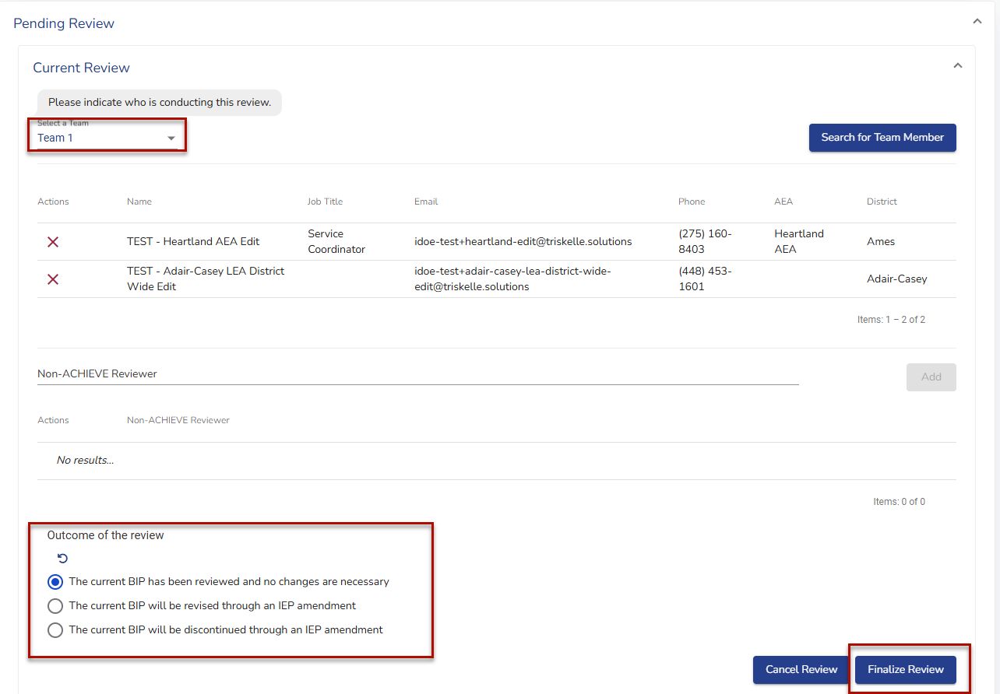 Pending Review
Current Review
Please indicate who is conducting this review.
Select a Team
Team 1
Search for Team Member
Actions Name Job Title Email Phone AEA District
TEST - Heartland AEA Edit Service Coordinator idoe-test+heartland-edit@triskelle.solutions (275) 160-8403 Heartland AEA Ames
TEST - Adair-Casey LEA District Wide Edit idoe-test+adair-casey-lea-district-wide-edit@triskelle.solutions (448) 453-1601 Adair-Casey
Items: 1 – 2 of 2
Non-ACHIEVE Reviewer
Add
Actions Non-ACHIEVE Reviewer
No results...
Items: 0 of 0
Outcome of the review
The current BIP has been reviewed and no changes are necessary
The current BIP will be revised through an IEP amendment
The current BIP will be discontinued through an IEP amendment
Cancel Review Finalize Review